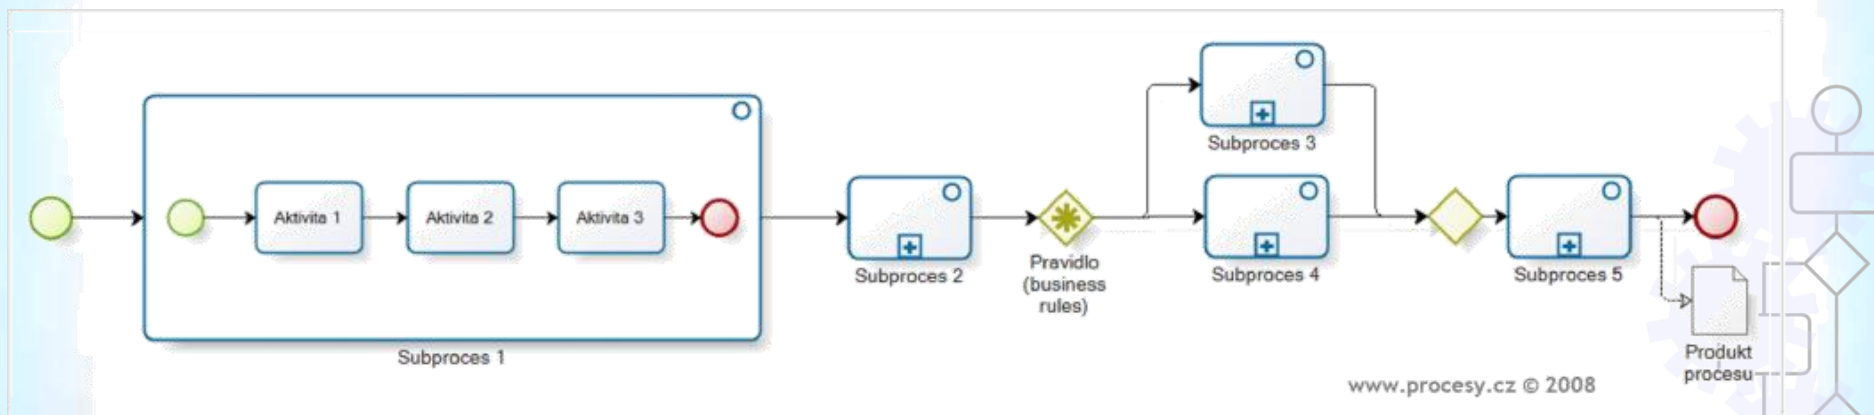 Aktivita 1
Aktivita 2
Aktivita 3
Subproces 1
Subproces 2
Pravidlo
(business
rules)
Subproces 3
Subproces 4
Subproces 5
Produkt
procesu
www.procesy.cz © 2008